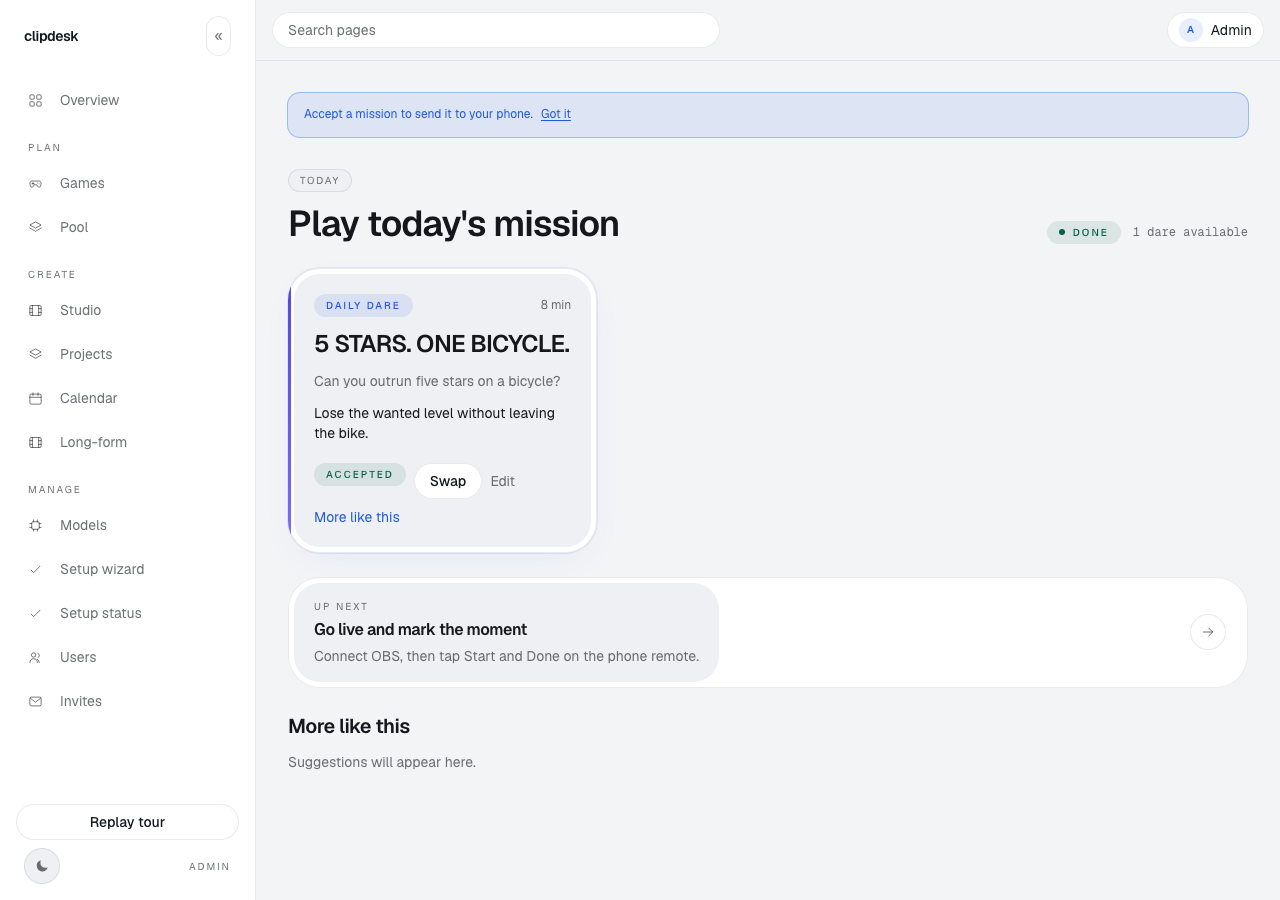 clipdesk
«
Overview
PLAN
Games
Pool
CREATE
Studio
Projects
Calendar
Long-form
MANAGE
Models
Setup wizard
Setup status
Users
Invites
Replay tour
ADMIN
Search pages
A Admin
Accept a mission to send it to your phone. Got it
TODAY
Play today's mission
DONE 1 dare available
DAILY DARE 8 min
5 STARS. ONE BICYCLE.
Can you outrun five stars on a bicycle?
Lose the wanted level without leaving
the bike.
ACCEPTED Swap Edit
More like this
UP NEXT
Go live and mark the moment
Connect OBS, then tap Start and Done on the phone remote.
More like this
Suggestions will appear here.